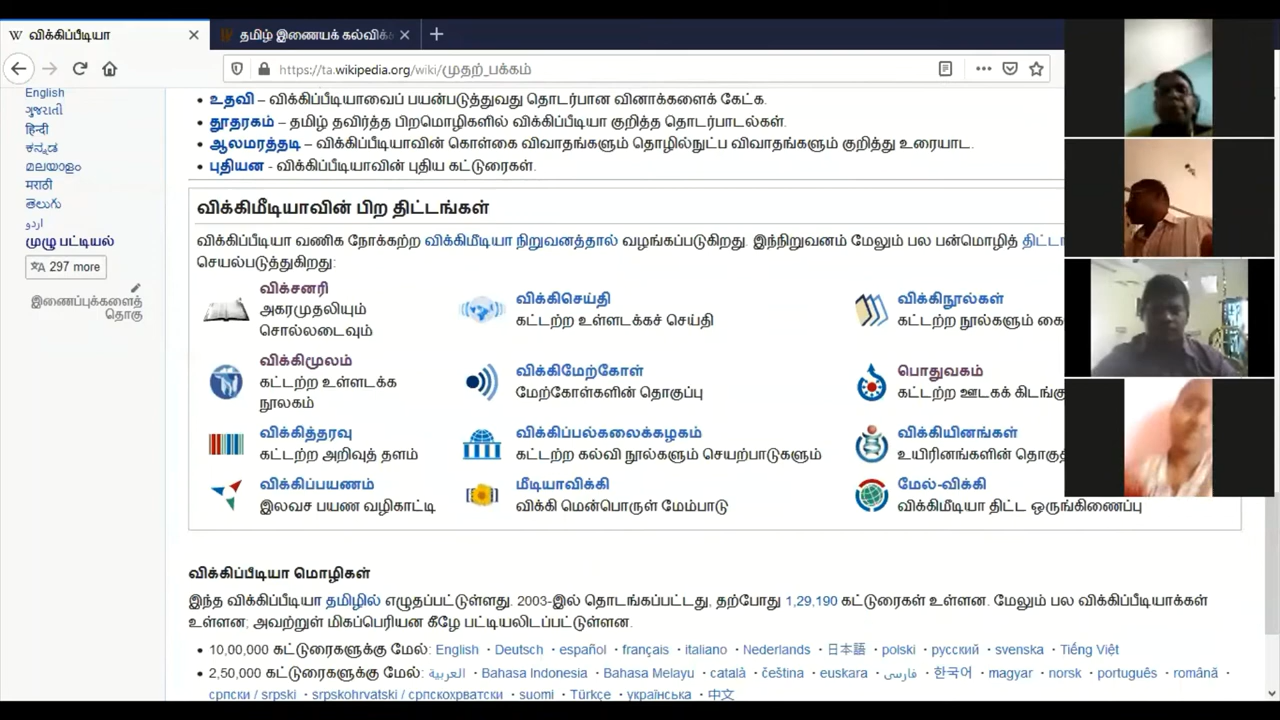 விக்கிப்பீடியா
தமிழ் இணையக் கல்விக்
https://ta.wikipedia.org/wiki/முதற்_பக்கம்
English
ગુજરાતી
हिन्दी
ಕನ್ನಡ
മലയാളം
मराठी
తెలుగు
اردو
முழு பட்டியல்
297 more
இணைப்புக்களைத்
தொகு
• உதவி – விக்கிப்பீடியாவைப் பயன்படுத்துவது தொடர்பான வினாக்களைக் கேட்க.
• தூதரகம் – தமிழ் தவிர்த்த பிறமொழிகளில் விக்கிப்பீடியா குறித்த தொடர்பாடல்கள்.
• ஆலமரத்தடி – விக்கிப்பீடியாவின் கொள்கை விவாதங்களும் தொழில்நுட்ப விவாதங்களும் குறித்து உரையாட.
• புதியன - விக்கிப்பீடியாவின் புதிய கட்டுரைகள்.
விக்கிமீடியாவின் பிற திட்டங்கள்
விக்கிப்பீடியா வணிக நோக்கற்ற விக்கிமீடியா நிறுவனத்தால் வழங்கப்படுகிறது. இந்நிறுவனம் மேலும் பல பன்மொழித்
செயல்படுத்துகிறது:
விக்சனரி
அகரமுதலியும்
சொல்லடைவும்
விக்கிசெய்தி
கட்டற்ற உள்ளடக்கச் செய்தி
விக்கிநூல்கள்
கட்டற்ற நூல்களும்
விக்கிமூலம்
கட்டற்ற உள்ளடக்க
நூலகம்
விக்கிமேற்கோள்
மேற்கோள்களின் தொகுப்பு
பொதுவகம்
கட்டற்ற ஊடகக்
விக்கித்தரவு
கட்டற்ற அறிவுத் தளம்
விக்கிப்பல்கலைக்கழகம்
கட்டற்ற கல்வி நூல்களும் செயற்பாடுகளும்
விக்கியினங்கள்
உயிரினங்களின்
விக்கிப்பயணம்
இலவச பயண வழிகாட்டி
மீடியாவிக்கி
விக்கி மென்பொருள் மேம்பாடு
மேல்-விக்கி
விக்கிமீடியா திட்ட ஒருங்கிணைப்பு
விக்கிப்பீடியா மொழிகள்
இந்த விக்கிப்பீடியா தமிழில் எழுதப்பட்டுள்ளது. 2003-இல் தொடங்கப்பட்டது, தற்போது 1,29,190 கட்டுரைகள் உள்ளன. மேலும் பல விக்கிப்பீடியாக்கள்
உள்ளன; அவற்றுள் மிகப்பெரியன கீழே பட்டியலிடப்பட்டுள்ளன.
• 10,00,000 கட்டுரைகளுக்கு மேல்: English · Deutsch · español · français · italiano · Nederlands · 日本語 · polski · русский · svenska · Tiếng Việt
• 2,50,000 கட்டுரைகளுக்கு மேல்: العربية · Bahasa Indonesia · Bahasa Melayu · català · čeština · euskara · فارسی · 한국어 · magyar · norsk · português · română ·
српски / srpski · srpskohrvatski / српскохрватски · suomi · Türkçe · українська · 中文